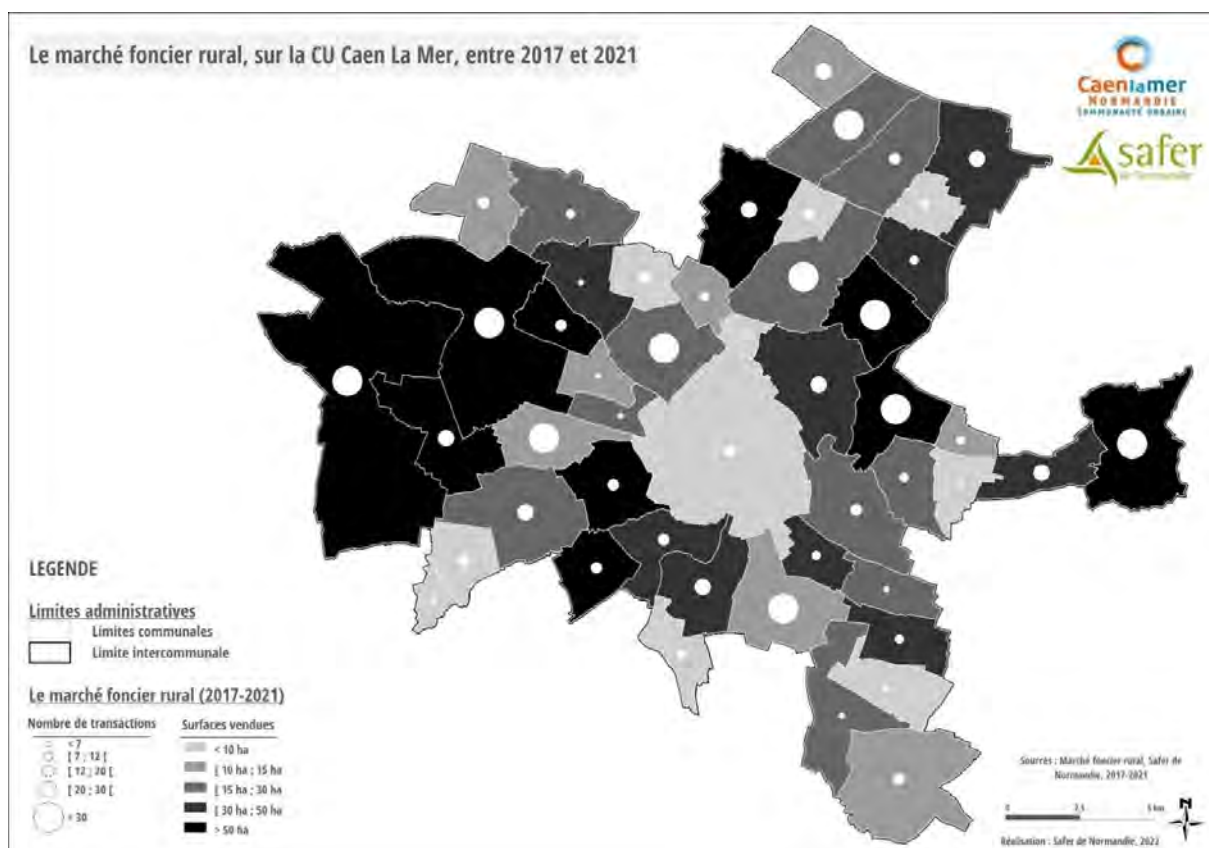 Le marché foncier rural, sur la CU Caen La Mer, entre 2017 et 2021
Caenlamer
NORMANDIE
COMMUNAUTÉ URBAINE
safer
de Normandie
LEGENDE
Limites administratives
Limites communales
Limite intercommunale
Le marché foncier rural (2017-2021)
Nombre de transactions
< 7
[ 7 ; 12 [
[ 12 ; 20 [
[ 20 ; 30 [
> 30
Surfaces vendues
< 10 ha
[ 10 ha ; 15 ha
[ 15 ha ; 30 ha
[ 30 ha ; 50 ha
> 50 ha
Sources : Marché foncier rural, Safer de
Normandie, 2017-2021
0 2,5 5 km
N
Réalisation : Safer de Normandie, 2022